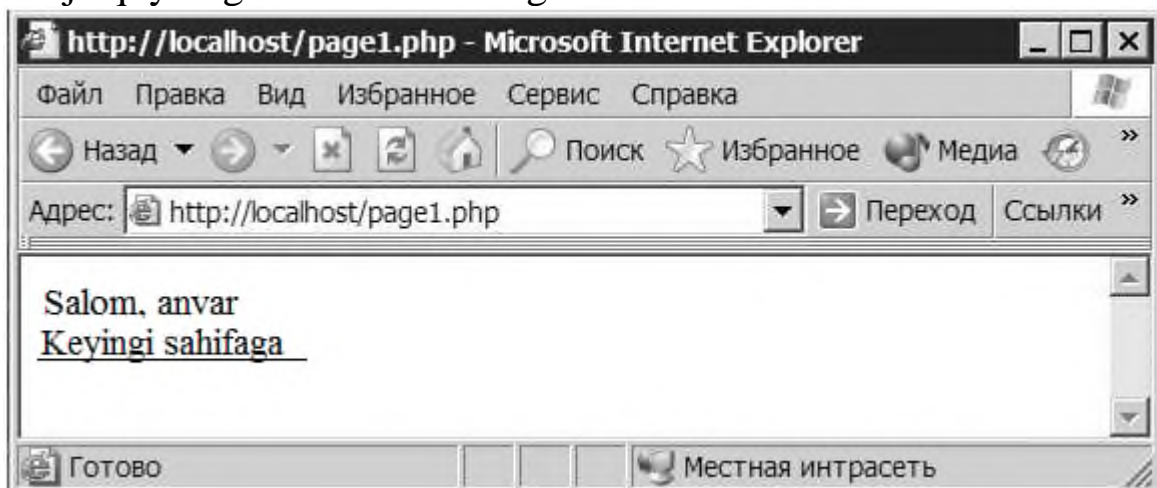 http://localhost/page1.php - Microsoft Internet Explorer
Файл Правка Вид Избранное Сервис Справка
Назад Поиск Избранное Медиа »
Адрес: http://localhost/page1.php Переход Ссылки »
Salom, anvar
Keyingi sahifaga
Готово Местная интрасеть